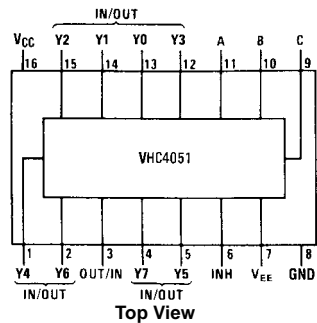 IN/OUT
VCC Y2 Y1 Y0 Y3 A B C
16 15 14 13 12 11 10 9
VHC4051
1 2 3 4 5 6 7 8
Y4 Y6 OUT/IN Y7 Y5 INH VEE GND
IN/OUT IN/OUT
Top View